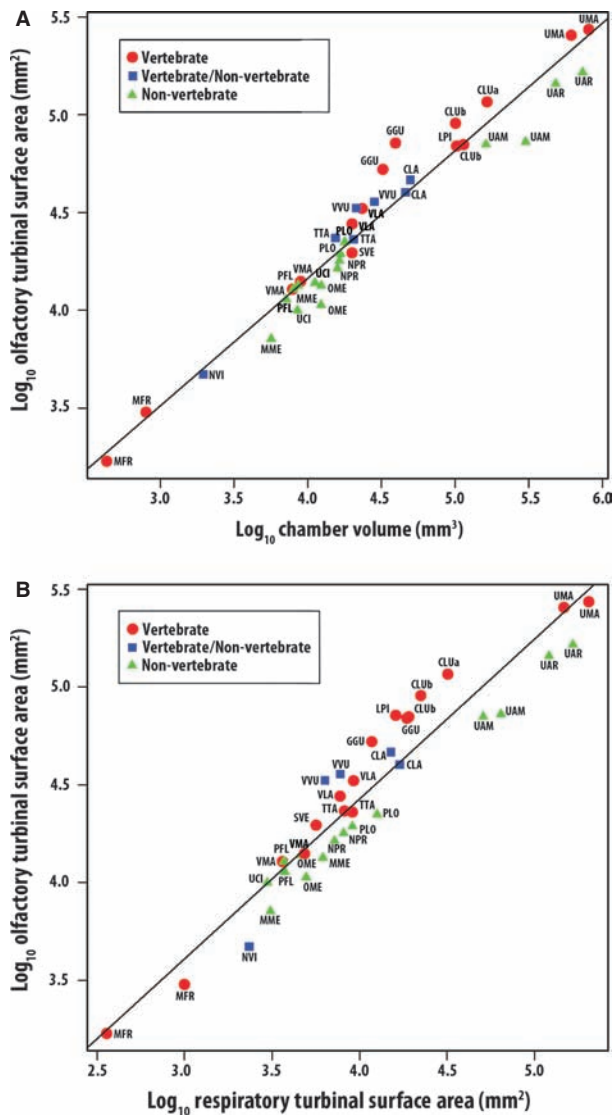 A
5.5
5.0
4.5
4.0
3.5
Log10 olfactory turbinal surface area (mm2)
Vertebrate
Vertebrate/Non-vertebrate
Non-vertebrate
UMA UMA
UAR UAR
CLUa
CLUb
LPI
CLUb
UAM UAM
GGU
GGU
CLA
CLA
VVU VVU
VLA
VLA
TTA PLO TTA
PLO
SVE
NPR
NPR
VMA UCI
PFL
VMA MME OME
PFL
UCI OME
MME
NVI
MFR
MFR
3.0 3.5 4.0 4.5 5.0 5.5 6.0
Log10 chamber volume (mm3)
B
5.5
5.0
4.5
4.0
3.5
Log10 olfactory turbinal surface area (mm2)
Vertebrate
Vertebrate/Non-vertebrate
Non-vertebrate
UMA
UMA
UAR
UAR
CLUa
CLUb
LPI CLUb
GGU
UAM UAM
GGU
CLA
CLA
VVU
VVU VLA
VLA
TTA TTA
PLO
SVE
PLO
NPR
NPR
PFL VMA
VMA OME MME
UCI PFL OME
MME
NVI
MFR
MFR
2.5 3.0 3.5 4.0 4.5 5.0
Log10 respiratory turbinal surface area (mm2)